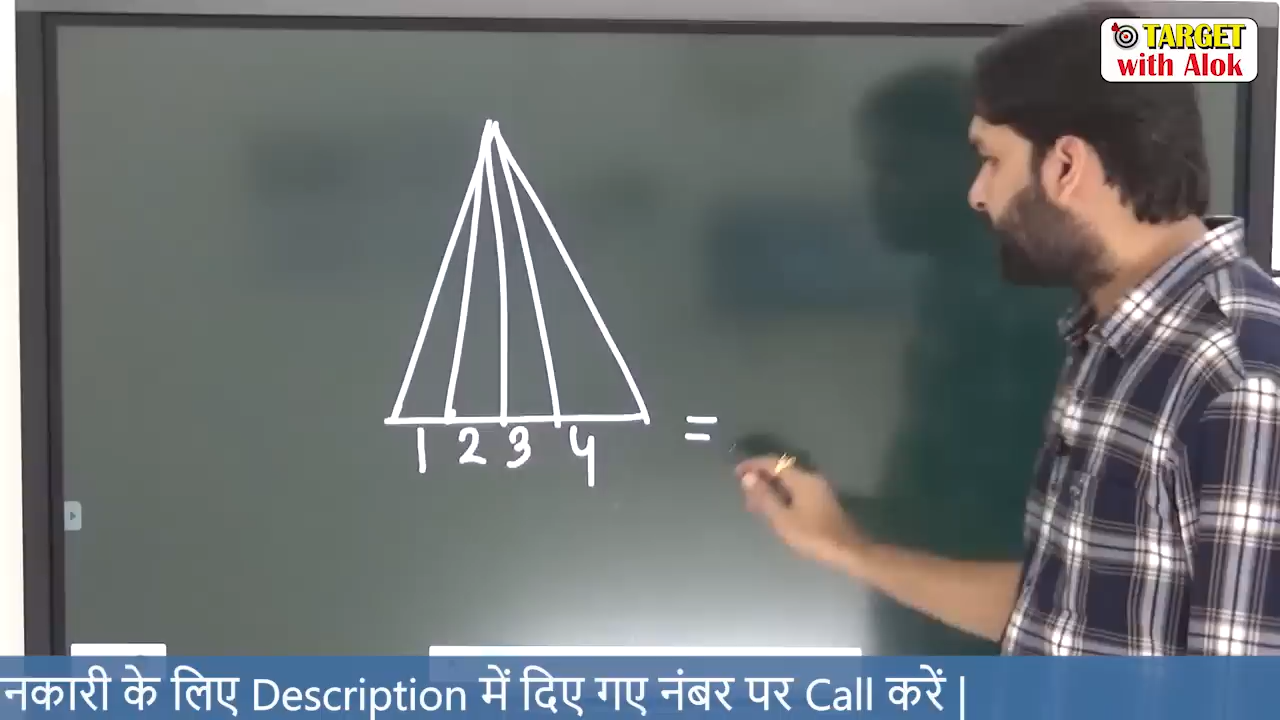 TARGET
with Alok
1 2 3 4 =
नकारी के लिए Description में दिए गए नंबर पर Call करें |